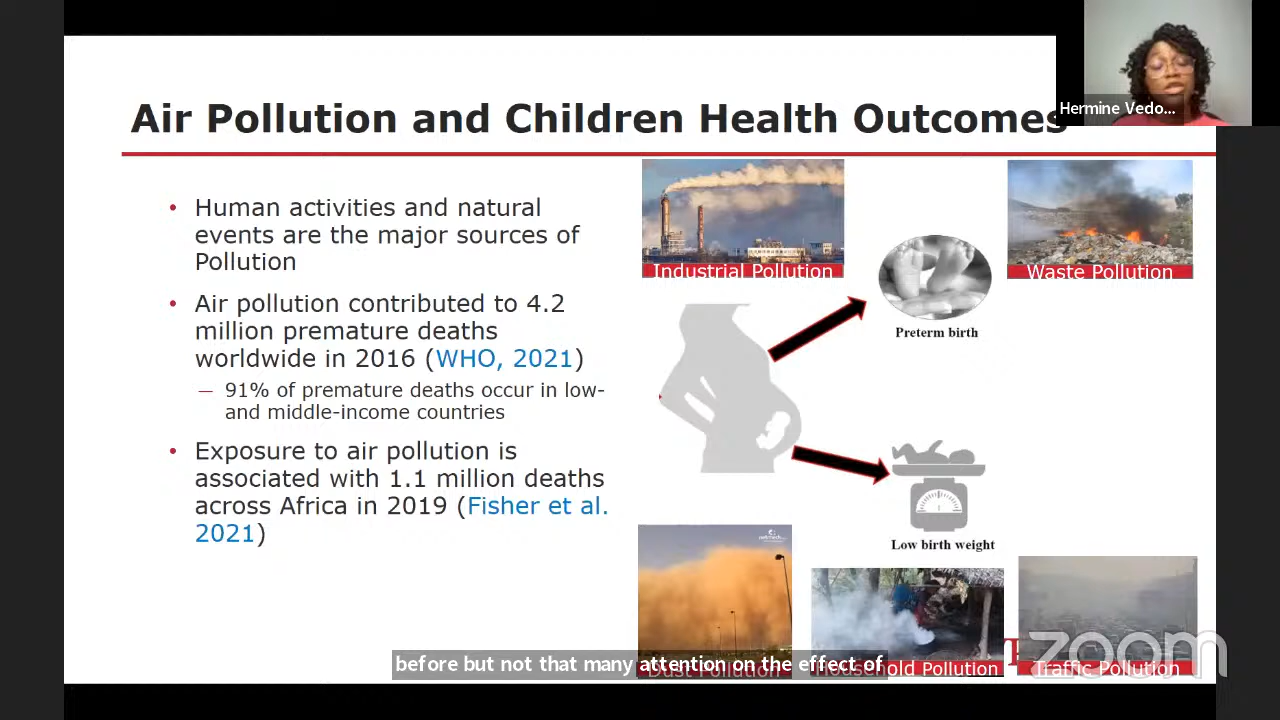 Air Pollution and Children Health Outcomes
Hermine Vedo...
• Human activities and natural
events are the major sources of
Pollution
• Air pollution contributed to 4.2
million premature deaths
worldwide in 2016 (WHO, 2021)
— 91% of premature deaths occur in low-
and middle-income countries
• Exposure to air pollution is
associated with 1.1 million deaths
across Africa in 2019 (Fisher et al.
2021)
Industrial Pollution
Waste Pollution
Preterm birth
Low birth weight
Dust Pollution
Household Pollution
Traffic Pollution
zoom
before but not that many attention on the effect of